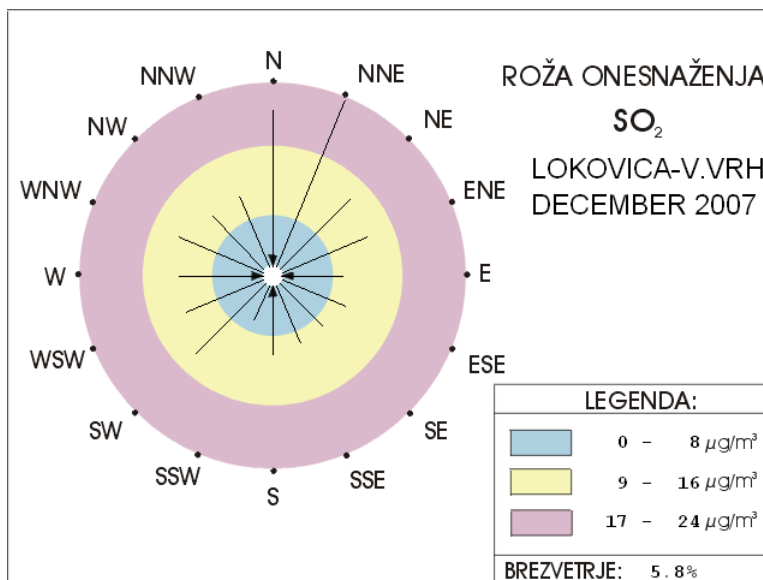 ROŽA ONESNAŽENJA
SO₂
LOKOVICA-V.VRH
DECEMBER 2007
N
NNE
NE
ENE
E
ESE
SE
SSE
S
SSW
SW
WSW
W
WNW
NW
NNW
LEGENDA:
0 - 8 µg/m³
9 - 16 µg/m³
17 - 24 µg/m³
BREZVETRJE: 5.8%